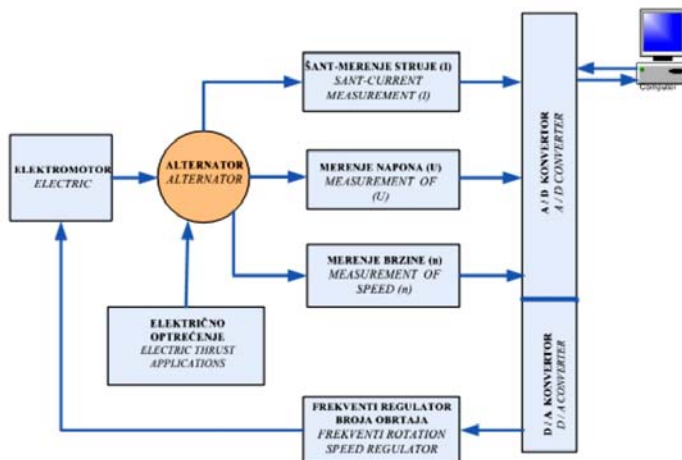 ŠANT-MERENJE STRUJE (I)
SANT-CURRENT
MEASUREMENT (I)
Computer
ELEKTROMOTOR
ELECTRIC
ALTERNATOR
ALTERNATOR
MERENJE NAPONA (U)
MEASUREMENT OF
(U)
A / D KONVERTOR
A / D CONVERTER
MERENJE BRZINE (n)
MEASUREMENT OF
SPEED (n)
ELEKTRIČNO
OPTREĆENJE
ELECTRIC THRUST
APPLICATIONS
D / A KONVERTOR
D / A CONVERTER
FREKVENTI REGULATOR
BROJA OBRTAJA
FREKVENTI ROTATION
SPEED REGULATOR